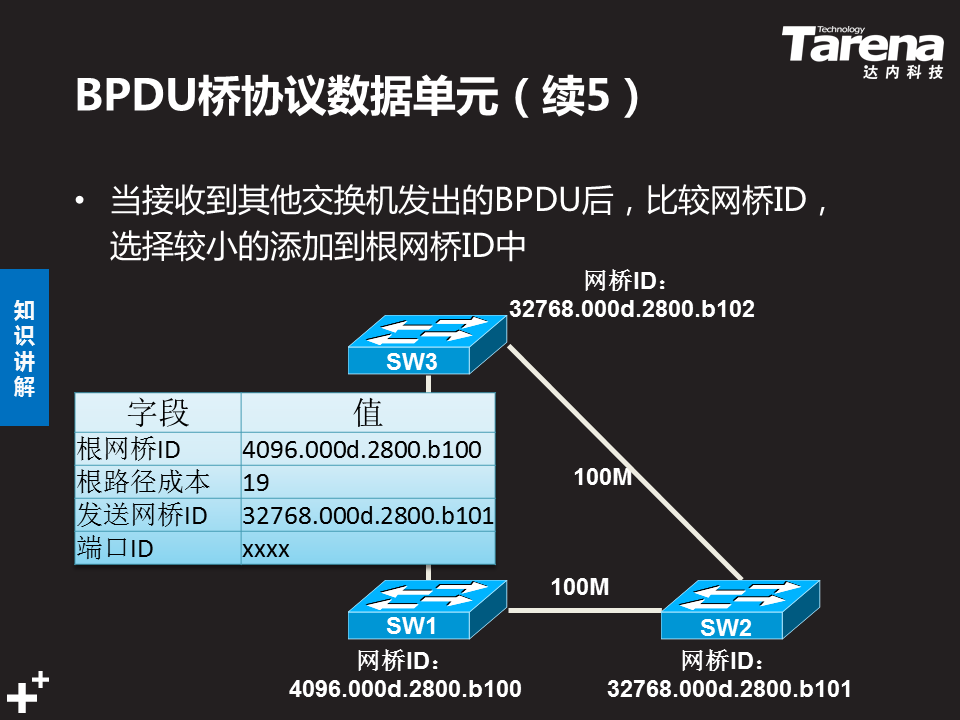 Technology
Tarena
达内科技
BPDU桥协议数据单元（续5）
• 当接收到其他交换机发出的BPDU后，比较网桥ID，
选择较小的添加到根网桥ID中
知识讲解
网桥ID：
32768.000d.2800.b102
SW3
字段 值
根网桥ID 4096.000d.2800.b100
根路径成本 19
发送网桥ID 32768.000d.2800.b101
端口ID xxxx
100M
100M
SW1
SW2
网桥ID：
4096.000d.2800.b100
网桥ID：
32768.000d.2800.b101